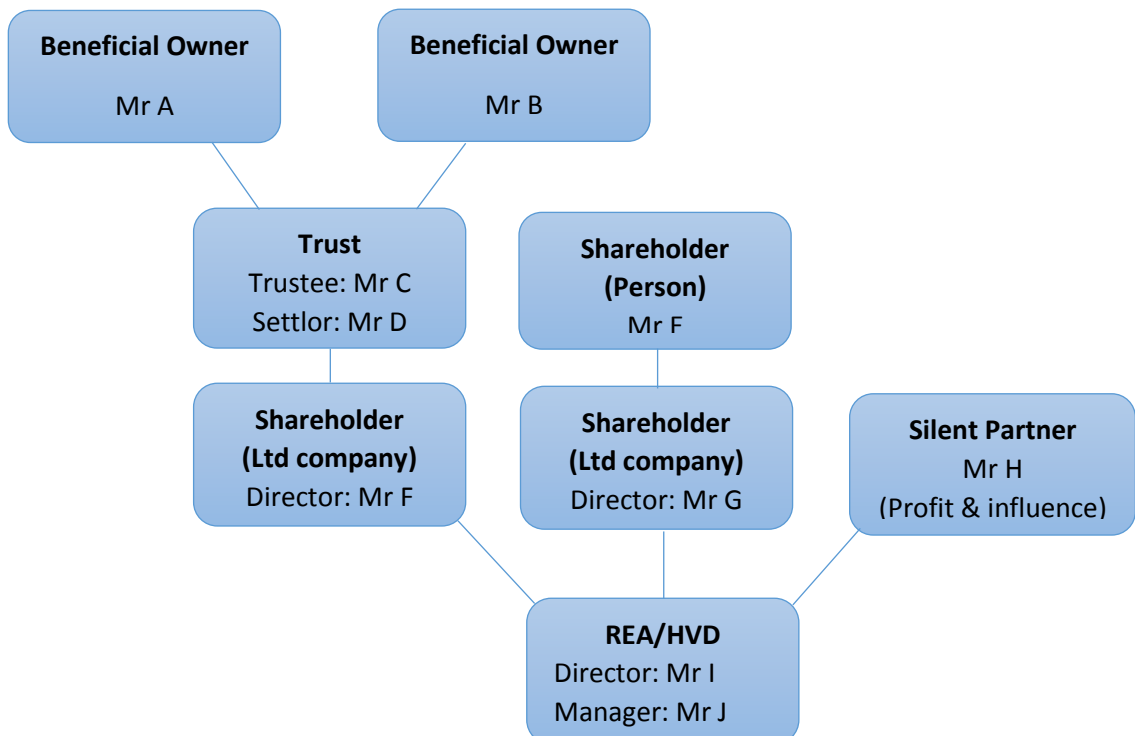 Beneficial Owner
Mr A
Beneficial Owner
Mr B
Trust
Trustee: Mr C
Settlor: Mr D
Shareholder
(Person)
Mr F
Shareholder
(Ltd company)
Director: Mr F
Shareholder
(Ltd company)
Director: Mr G
Silent Partner
Mr H
(Profit & influence)
REA/HVD
Director: Mr I
Manager: Mr J